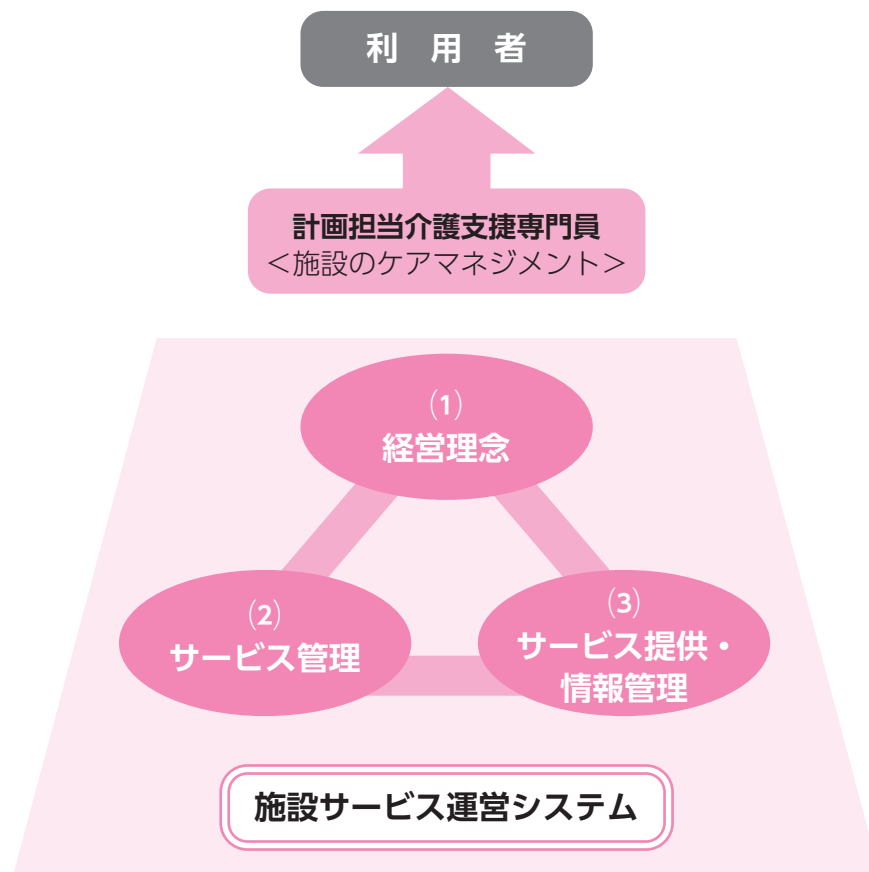 利用者
計画担当介護支捷専門員
＜施設のケアマネジメント＞
(1)
経営理念
(2)
サービス管理
(3)
サービス提供・
情報管理
施設サービス運営システム